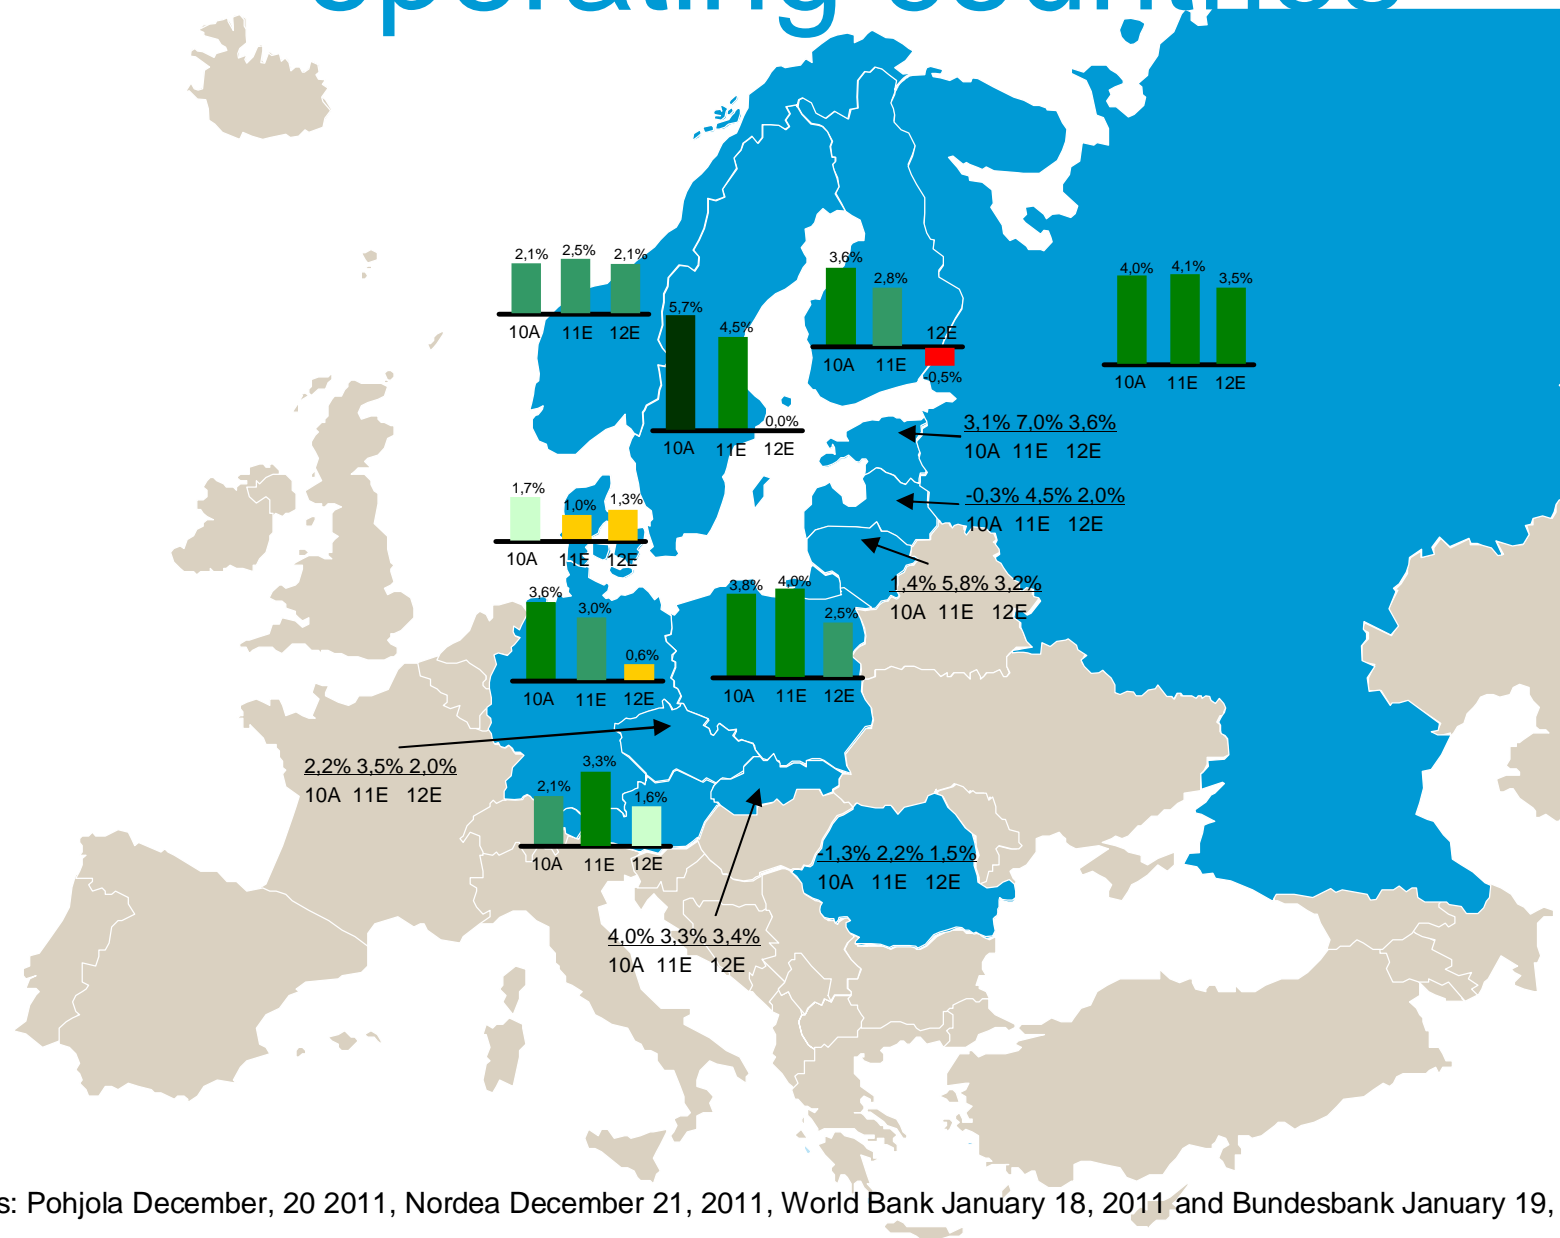 operating countries
2,1% 2,5% 2,1%
10A 11E 12E
5,7% 4,5% 0,0%
10A 11E 12E
3,6% 2,8% -0,5%
10A 11E 12E
4,0% 4,1% 3,5%
10A 11E 12E
3,1% 7,0% 3,6%
10A 11E 12E
-0,3% 4,5% 2,0%
10A 11E 12E
1,4% 5,8% 3,2%
10A 11E 12E
1,7% 1,0% 1,3%
10A 11E 12E
3,6% 3,0% 0,6%
10A 11E 12E
3,8% 4,0% 2,5%
10A 11E 12E
2,2% 3,5% 2,0%
10A 11E 12E
2,1% 3,3% 1,6%
10A 11E 12E
-1,3% 2,2% 1,5%
10A 11E 12E
4,0% 3,3% 3,4%
10A 11E 12E
s: Pohjola December, 20 2011, Nordea December 21, 2011, World Bank January 18, 2011 and Bundesbank January 19,